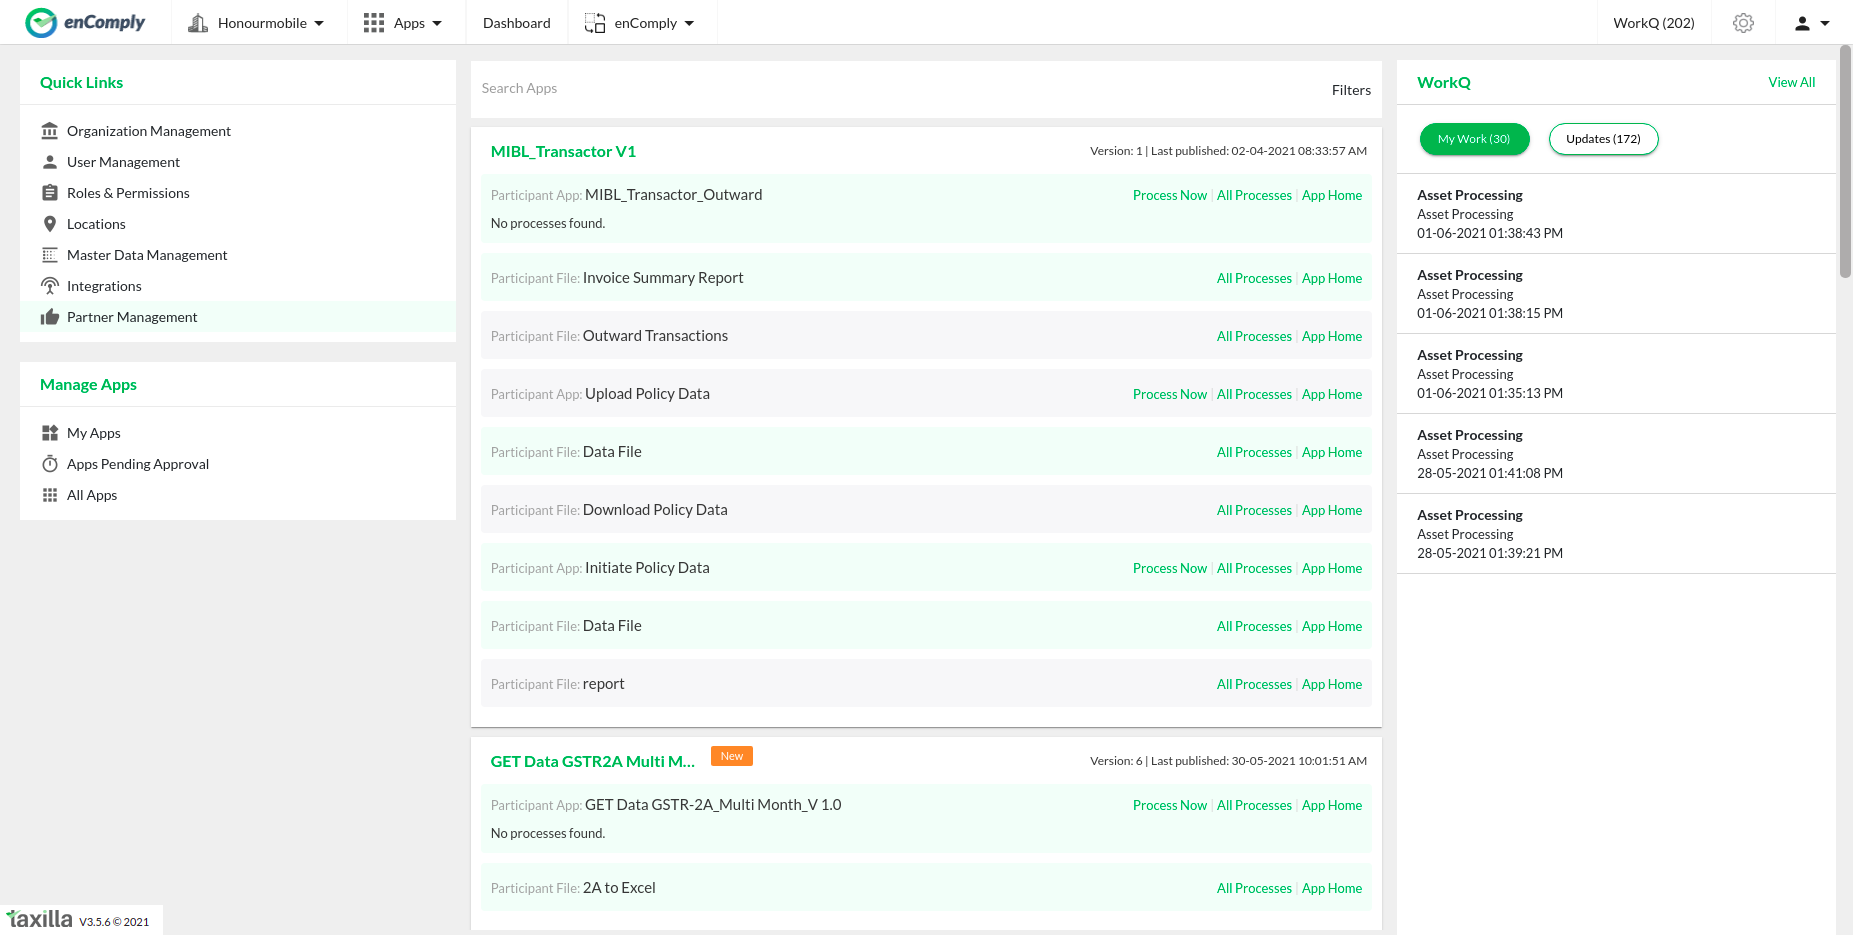 enComply
Honourmobile
Apps
Dashboard
enComply
WorkQ (202)
Quick Links
Organization Management
User Management
Roles & Permissions
Locations
Master Data Management
Integrations
Partner Management
Manage Apps
My Apps
Apps Pending Approval
All Apps
Search Apps
Filters
MIBL_Transactor V1
Version: 1 | Last published: 02-04-2021 08:33:57 AM
Participant App: MIBL_Transactor_Outward
Process Now | All Processes | App Home
No processes found.
Participant File: Invoice Summary Report
All Processes | App Home
Participant File: Outward Transactions
All Processes | App Home
Participant App: Upload Policy Data
Process Now | All Processes | App Home
Participant File: Data File
All Processes | App Home
Participant File: Download Policy Data
All Processes | App Home
Participant App: Initiate Policy Data
Process Now | All Processes | App Home
Participant File: Data File
All Processes | App Home
Participant File: report
All Processes | App Home
GET Data GSTR2A Multi M...
New
Version: 6 | Last published: 30-05-2021 10:01:51 AM
Participant App: GET Data GSTR-2A_Multi Month_V 1.0
Process Now | All Processes | App Home
No processes found.
Participant File: 2A to Excel
All Processes | App Home
WorkQ
View All
My Work (30)
Updates (172)
Asset Processing
Asset Processing
01-06-2021 01:38:43 PM
Asset Processing
Asset Processing
01-06-2021 01:38:15 PM
Asset Processing
Asset Processing
01-06-2021 01:35:13 PM
Asset Processing
Asset Processing
28-05-2021 01:41:08 PM
Asset Processing
Asset Processing
28-05-2021 01:39:21 PM
taxilla V3.5.6 © 2021